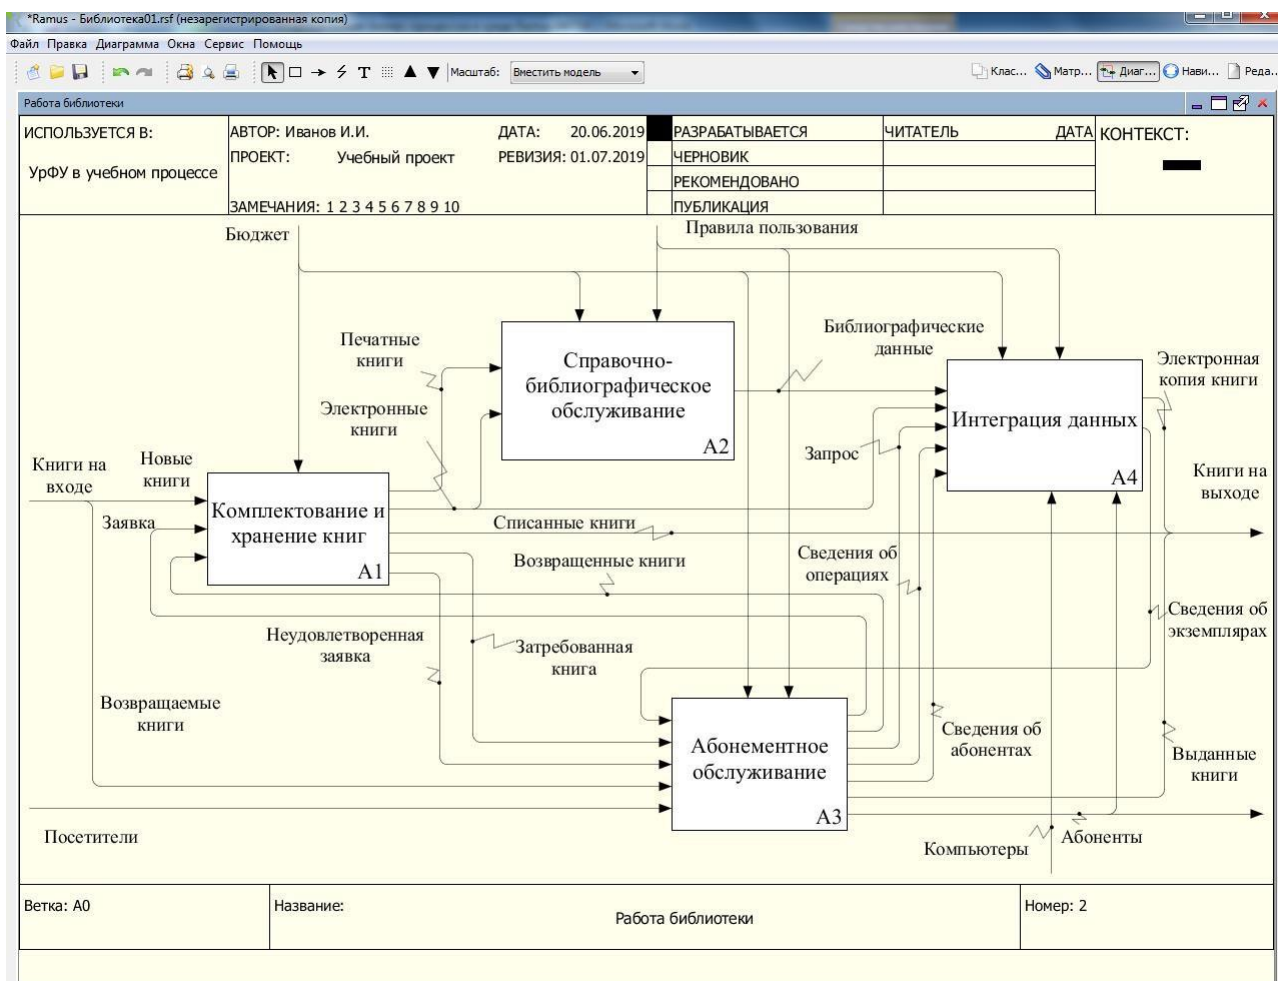 *Ramus - Библиотека01.rsf (незарегистрированная копия)
Файл Правка Диаграмма Окна Сервис Помощь
Масштаб: Вместить модель
Клас... Матр... Диаг... Нави... Реда..
Работа библиотеки
ИСПОЛЬЗУЕТСЯ В:
УрФУ в учебном процессе
АВТОР: Иванов И.И.
ДАТА: 20.06.2019
ПРОЕКТ: Учебный проект
РЕВИЗИЯ: 01.07.2019
ЗАМЕЧАНИЯ: 1 2 3 4 5 6 7 8 9 10
РАЗРАБАТЫВАЕТСЯ
ЧЕРНОВИК
РЕКОМЕНДОВАНО
ПУБЛИКАЦИЯ
ЧИТАТЕЛЬ
ДАТА
КОНТЕКСТ:
Бюджет
Правила пользования
Печатные
книги
Электронные
книги
Справочно-
библиографическое
обслуживание
A2
Библиографические
данные
Электронная
копия книги
Интеграция данных
A4
Запрос
Книги на
входе
Новые
книги
Заявка
Комплектование и
хранение книг
A1
Книги на
выходе
Списанные книги
Возвращенные книги
Сведения об
операциях
Сведения об
экземплярах
Неудовлетворенная
заявка
Затребованная
книга
Возвращаемые
книги
Абонементное
обслуживание
A3
Сведения об
абонентах
Выданные
книги
Посетители
Компьютеры
Абоненты
Ветка: A0
Название:
Работа библиотеки
Номер: 2